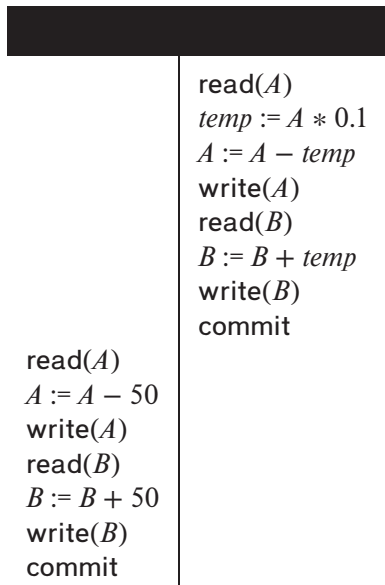 read(A)
temp := A ∗ 0.1
A := A − temp
write(A)
read(B)
B := B + temp
write(B)
commit
read(A)
A := A − 50
write(A)
read(B)
B := B + 50
write(B)
commit